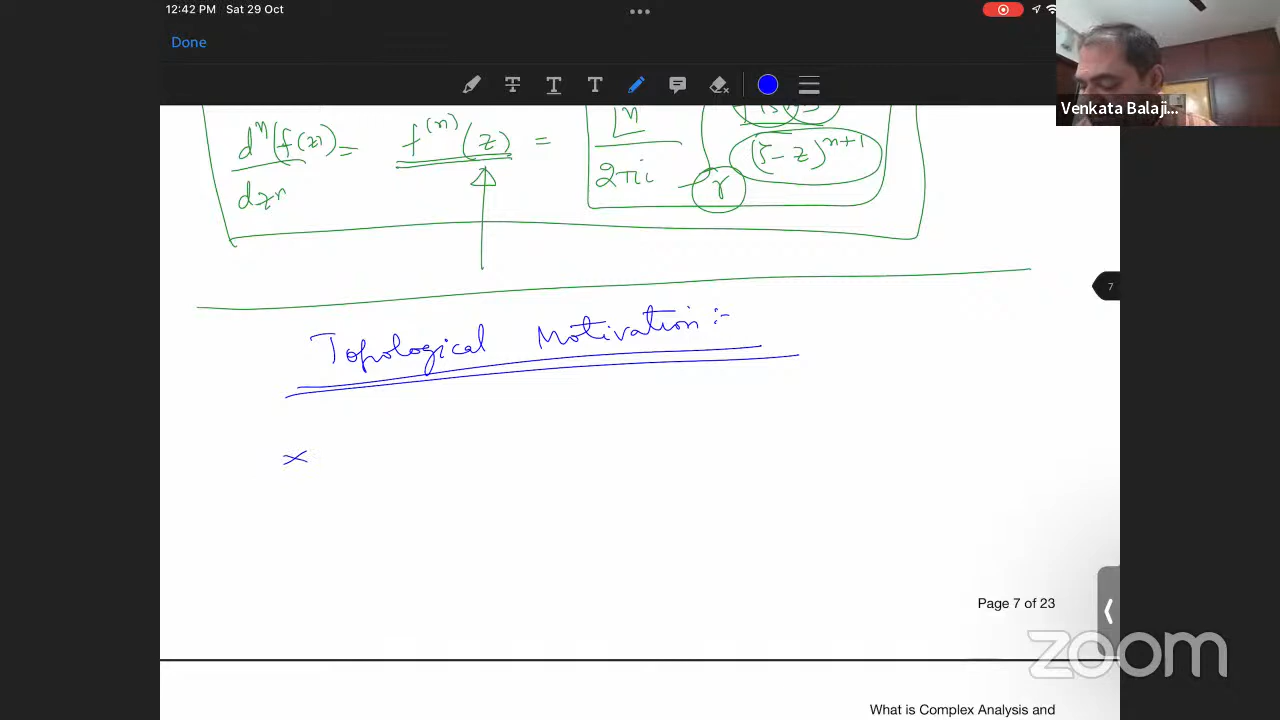 12:42 PM Sat 29 Oct
Done
Venkata Balaji...
dⁿ(f(z)) = f⁽ⁿ⁾(z) = ⌊n
dzⁿ 2πi γ (ζ-z)ⁿ⁺¹
7
Topological Motivation :-
x
Page 7 of 23
zoom
What is Complex Analysis and